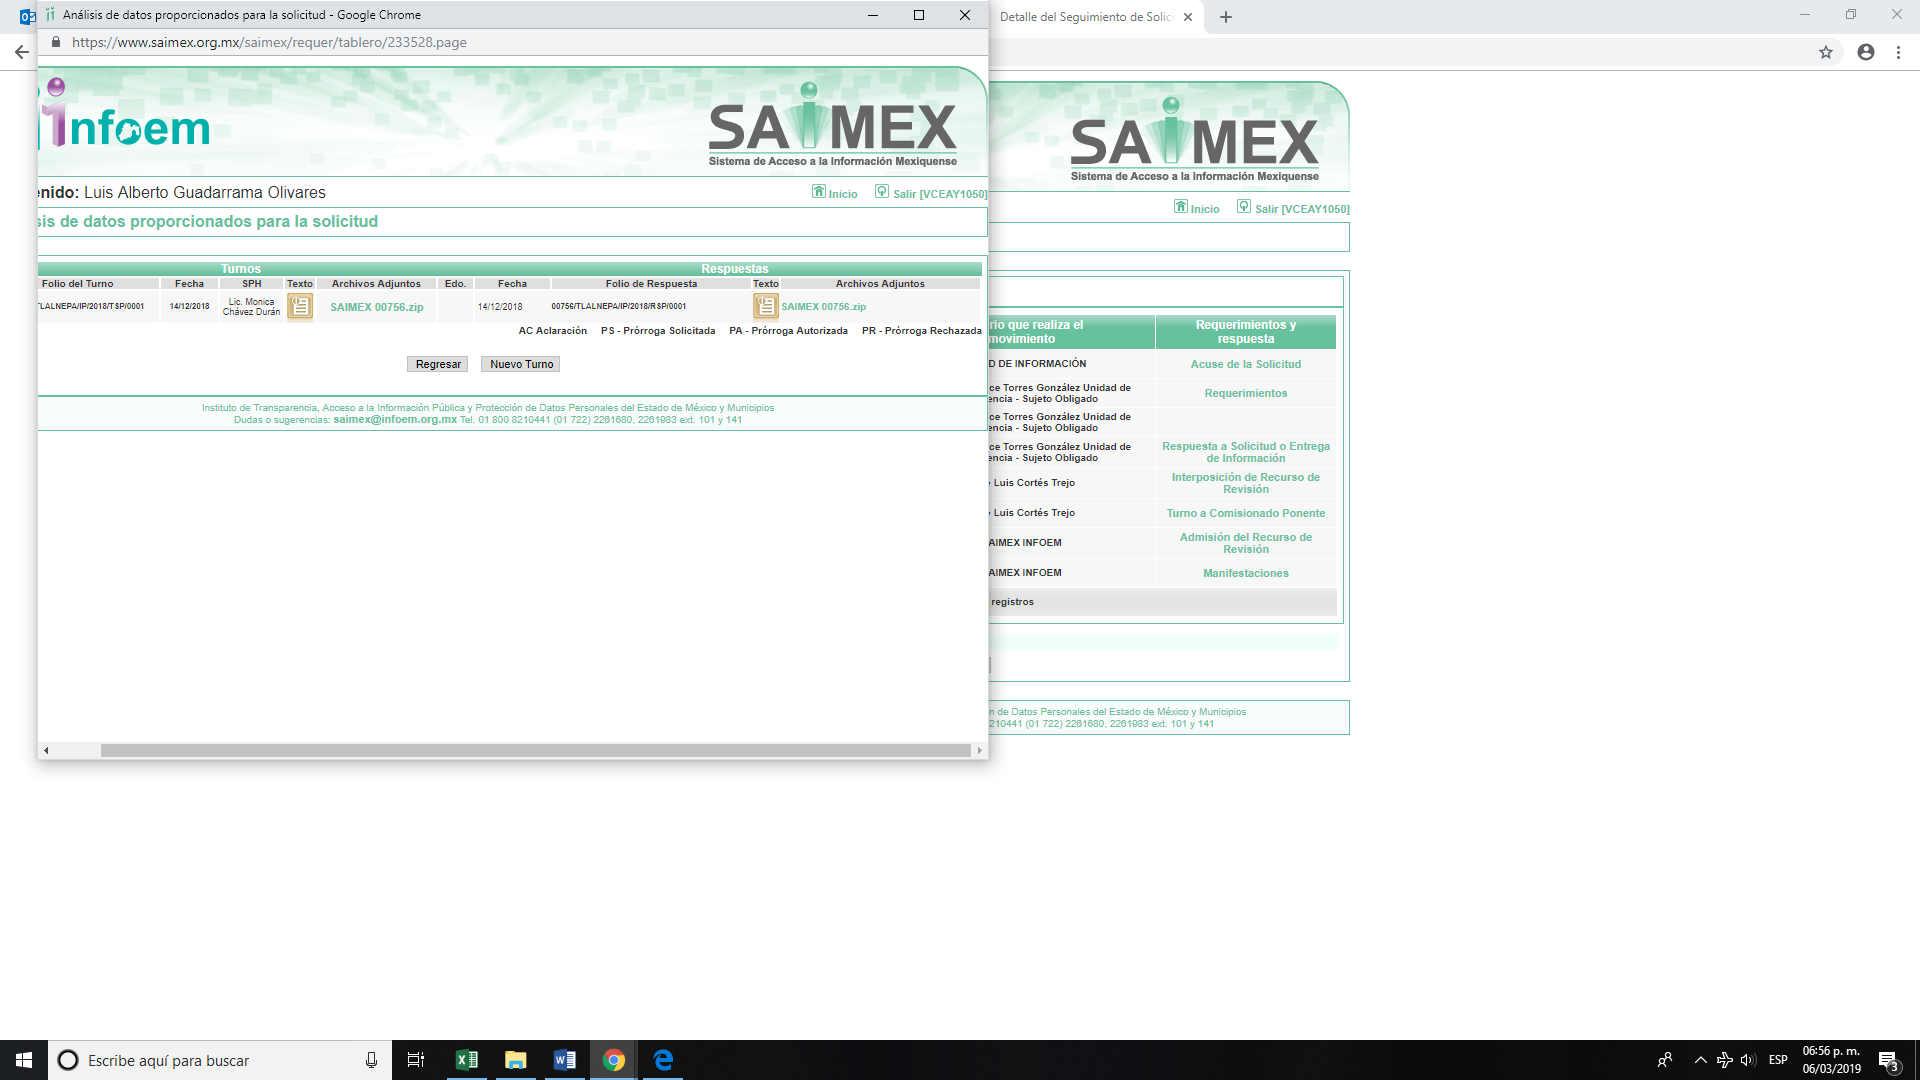 Análisis de datos proporcionados para la solicitud - Google Chrome
Detalle del Seguimiento de Solic
https://www.saimex.org.mx/saimex/requer/tablero/233528.page
infoem
SAIMEX
Sistema de Acceso a la Información Mexiquense
SAIMEX
Sistema de Acceso a la Información Mexiquense
enido: Luis Alberto Guadarrama Olivares
Inicio
Salir [VCEAY1050]
Inicio
Salir [VCEAY1050]
sis de datos proporcionados para la solicitud
Turnos
Respuestas
Folio del Turno Fecha SPH Texto Archivos Adjuntos Edo. Fecha Folio de Respuesta Texto Archivos Adjuntos
TLALNEPA/IP/2018/TSP/0001 14/12/2018 Lic. Monica Chávez Durán SAIMEX 00756.zip 14/12/2018 00756/TLALNEPA/IP/2018/RSP/0001 SAIMEX 00756.zip
AC Aclaración PS - Prórroga Solicitada PA - Prórroga Autorizada PR - Prórroga Rechazada
Regresar
Nuevo Turno
Instituto de Transparencia, Acceso a la Información Pública y Protección de Datos Personales del Estado de México y Municipios
Dudas o sugerencias: saimex@infoem.org.mx Tel. 01 800 8210441 (01 722) 2261680, 2261983 ext. 101 y 141
rio que realiza el
movimiento
Requerimientos y
respuesta
D DE INFORMACIÓN
Acuse de la Solicitud
ce Torres González Unidad de
encia - Sujeto Obligado
Requerimientos
ce Torres González Unidad de
encia - Sujeto Obligado
ce Torres González Unidad de
encia - Sujeto Obligado
Respuesta a Solicitud o Entrega
de Información
Luis Cortés Trejo
Interposición de Recurso de
Revisión
Luis Cortés Trejo
Turno a Comisionado Ponente
AIMEX INFOEM
Admisión del Recurso de
Revisión
AIMEX INFOEM
Manifestaciones
registros
n de Datos Personales del Estado de México y Municipios
210441 (01 722) 2261680, 2261983 ext. 101 y 141
Escribe aquí para buscar
ESP
06:56 p. m.
06/03/2019
3